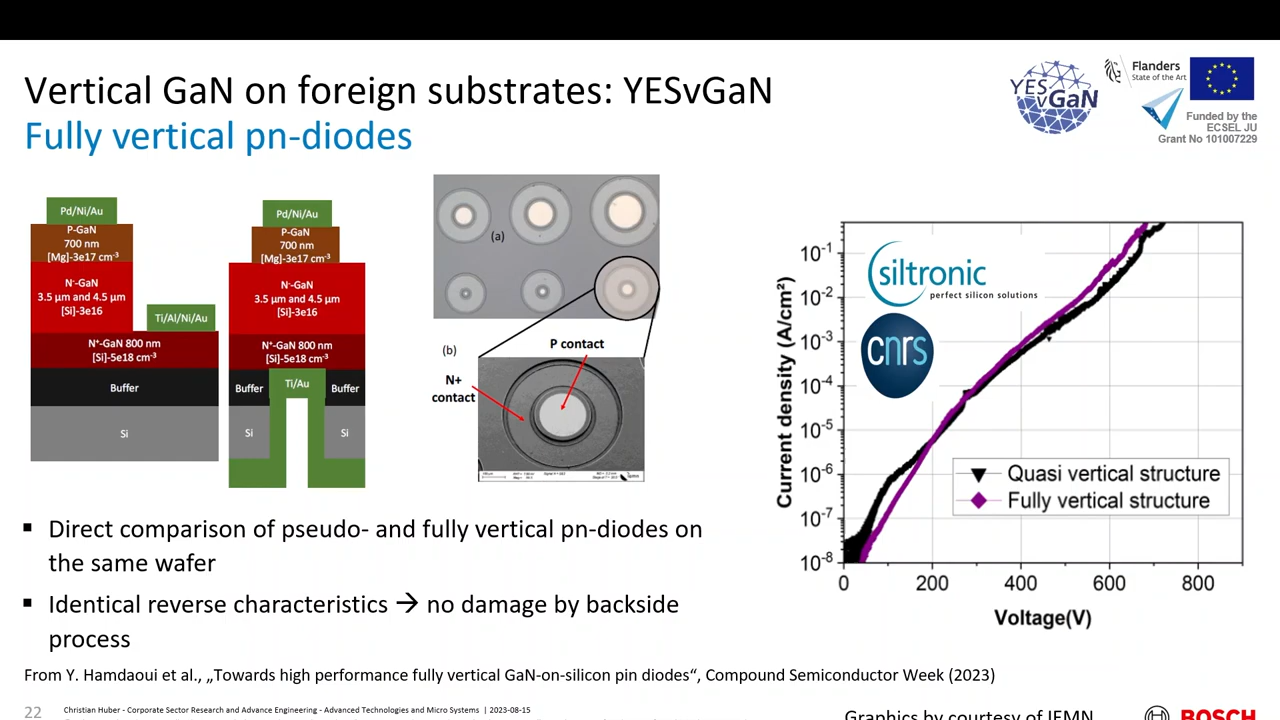 Vertical GaN on foreign substrates: YESvGaN
Fully vertical pn-diodes
YES
vGaN
Flanders
State of the Art
Funded by the
ECSEL JU
Grant No 101007229
Pd/Ni/Au
P-GaN
700 nm
[Mg]-3e17 cm⁻³
N⁻-GaN
3.5 µm and 4.5 µm
[Si]-3e16
Ti/Al/Ni/Au
N⁺-GaN 800 nm
[Si]-5e18 cm⁻³
Buffer
Si
Pd/Ni/Au
P-GaN
700 nm
[Mg]-3e17 cm⁻³
N⁻-GaN
3.5 µm and 4.5 µm
[Si]-3e16
N⁺-GaN 800 nm
[Si]-5e18 cm⁻³
Buffer
Ti/Au
Buffer
Si
Si
(a)
(b)
P contact
N+
contact
Current density (A/cm²)
10⁻¹
10⁻²
10⁻³
10⁻⁴
10⁻⁵
10⁻⁶
10⁻⁷
10⁻⁸
siltronic
perfect silicon solutions
cnrs
Quasi vertical structure
Fully vertical structure
0 200 400 600 800
Voltage(V)
▪ Direct comparison of pseudo- and fully vertical pn-diodes on
the same wafer
▪ Identical reverse characteristics → no damage by backside
process
From Y. Hamdaoui et al., „Towards high performance fully vertical GaN-on-silicon pin diodes“, Compound Semiconductor Week (2023)
22
Christian Huber - Corporate Sector Research and Advance Engineering - Advanced Technologies and Micro Systems | 2023-08-15
Graphics by courtesy of IEMN
BOSCH